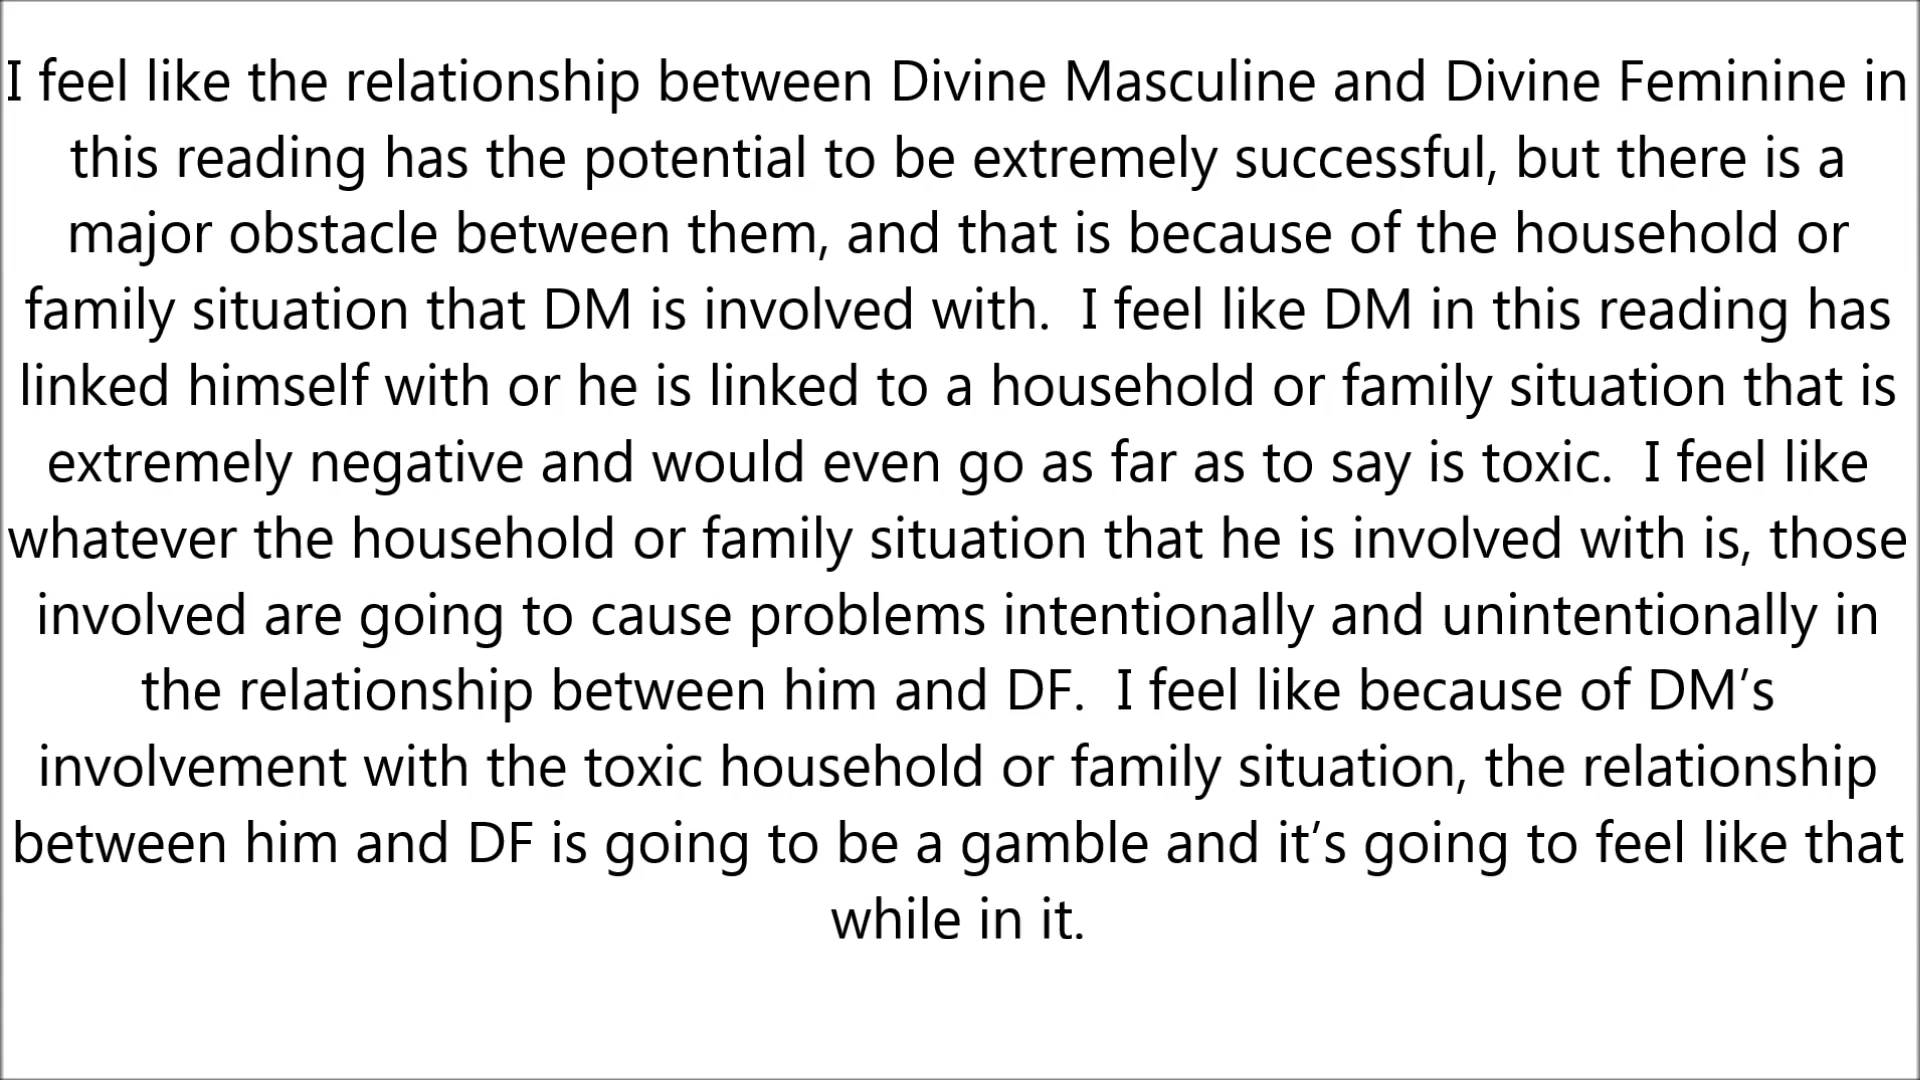 I feel like the relationship between Divine Masculine and Divine Feminine in
this reading has the potential to be extremely successful, but there is a
major obstacle between them, and that is because of the household or
family situation that DM is involved with.  I feel like DM in this reading has
linked himself with or he is linked to a household or family situation that is
extremely negative and would even go as far as to say is toxic.  I feel like
whatever the household or family situation that he is involved with is, those
involved are going to cause problems intentionally and unintentionally in
the relationship between him and DF.  I feel like because of DM’s
involvement with the toxic household or family situation, the relationship
between him and DF is going to be a gamble and it’s going to feel like that
while in it.